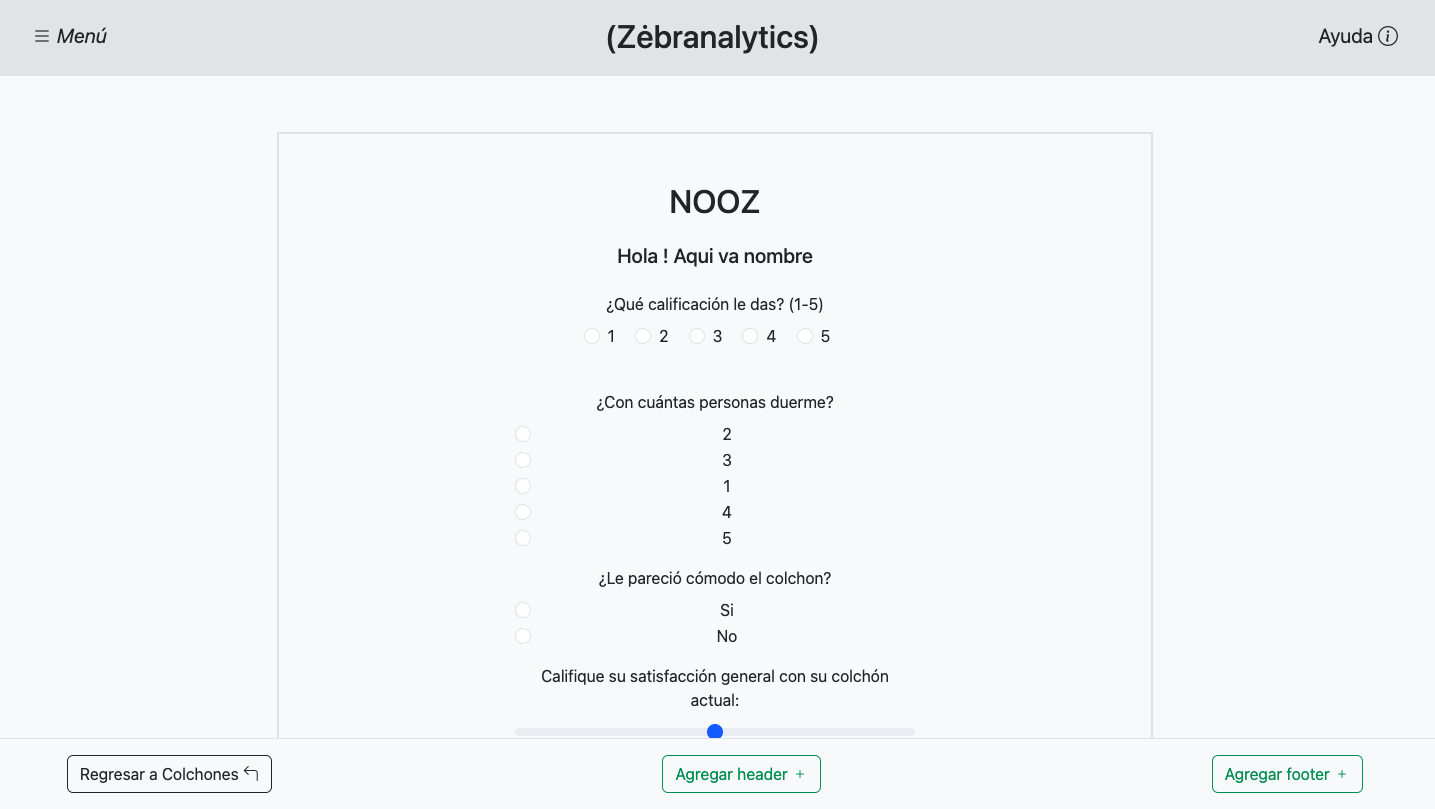 Menú
(Zėbranalytics)
Ayuda
NOOZ
Hola ! Aqui va nombre
¿Qué calificación le das? (1-5)
1 2 3 4 5
¿Con cuántas personas duerme?
2
3
1
4
5
¿Le pareció cómodo el colchon?
Si
No
Califique su satisfacción general con su colchón
actual:
Regresar a Colchones
Agregar header +
Agregar footer +